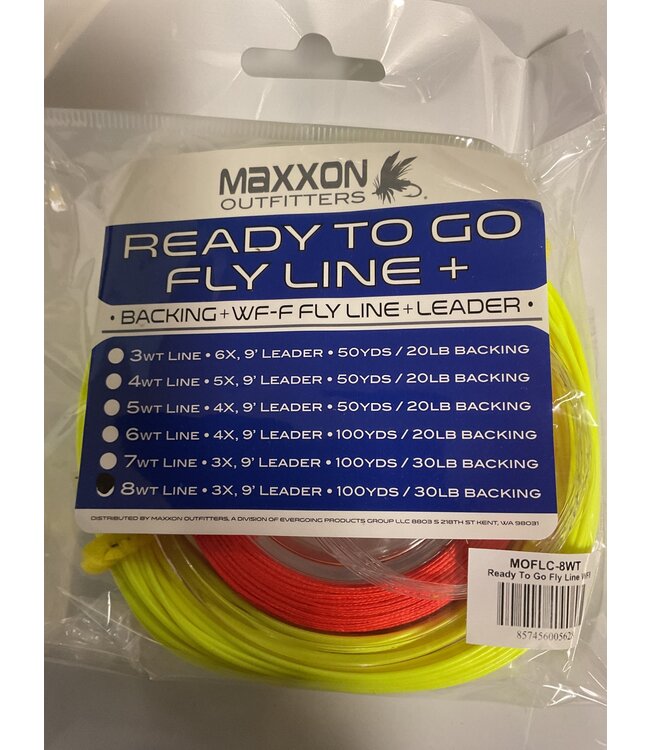 MAXXON
OUTFITTERS
READY TO GO
FLY LINE +
• BACKING + WF-F FLY LINE + LEADER •
3WT LINE • 6X, 9' LEADER • 50YDS / 20LB BACKING
4WT LINE • 5X, 9' LEADER • 50YDS / 20LB BACKING
5WT LINE • 4X, 9' LEADER • 50YDS / 20LB BACKING
6WT LINE • 4X, 9' LEADER • 100YDS / 20LB BACKING
7WT LINE • 3X, 9' LEADER • 100YDS / 30LB BACKING
8WT LINE • 3X, 9' LEADER • 100YDS / 30LB BACKING
DISTRIBUTED BY MAXXON OUTFITTERS, A DIVISION OF EVERGOING PRODUCTS GROUP LLC 8803 S 218TH ST KENT, WA 98031
MOFLC-8WT
Ready To Go Fly Line